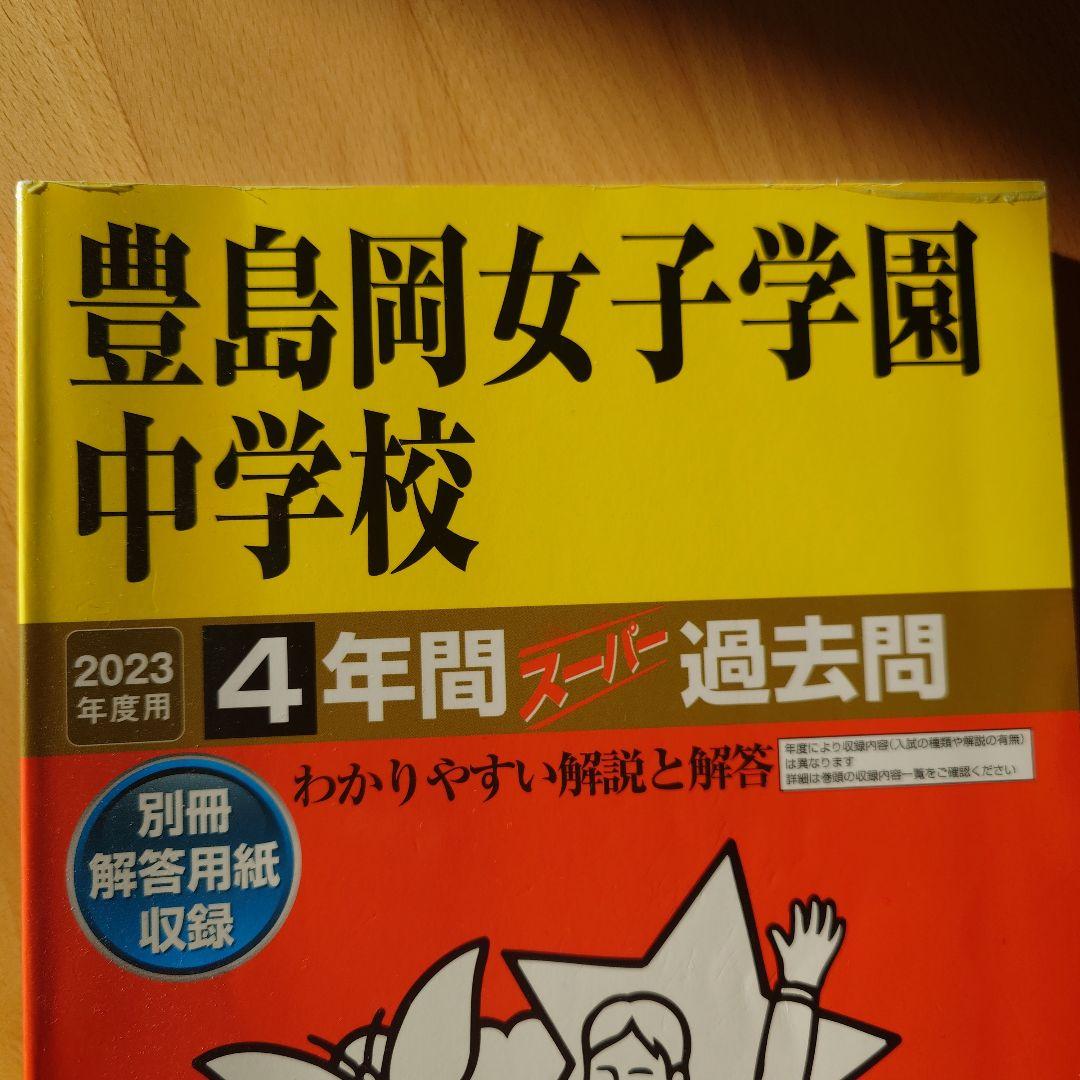 豊島岡女子学園
中学校
2023
年度用
4年間スーパー過去問
わかりやすい解説と解答
年度により収録内容(入試の種類や解説の有無)
は異なります
詳細は巻頭の収録内容一覧をご確認ください
別冊
解答用紙
収録